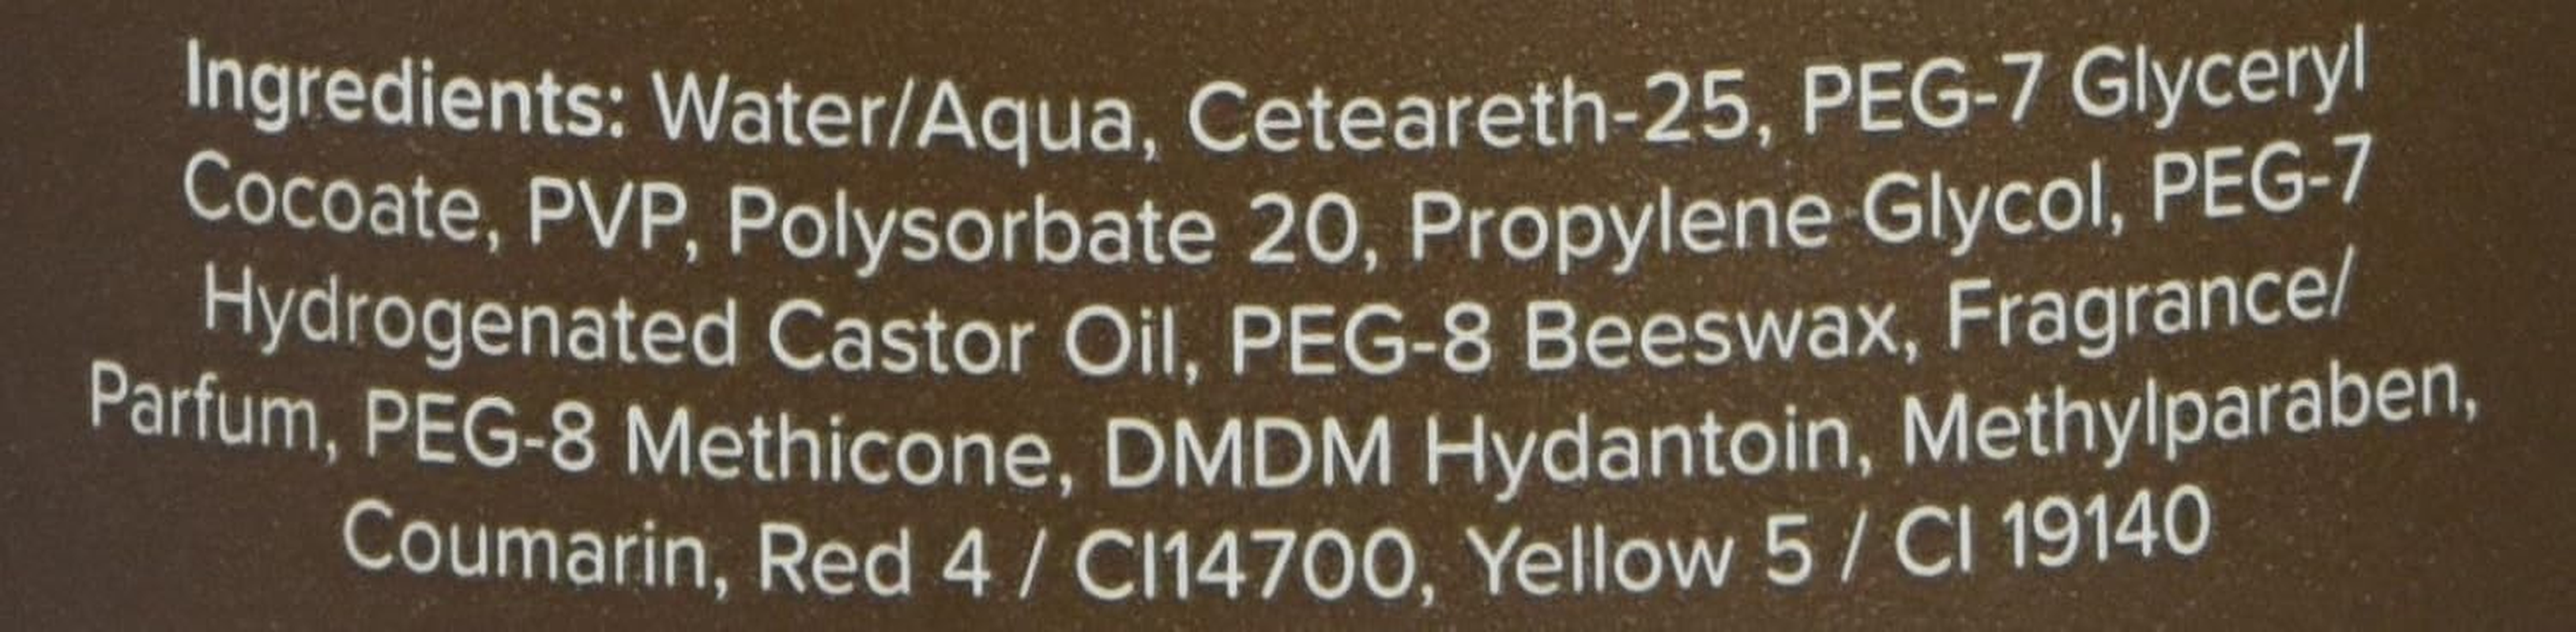 Ingredients: Water/Aqua, Ceteareth-25, PEG-7 Glyceryl
Cocoate, PVP, Polysorbate 20, Propylene Glycol, PEG-7
Hydrogenated Castor Oil, PEG-8 Beeswax, Fragrance/
Parfum, PEG-8 Methicone, DMDM Hydantoin, Methylparaben,
Coumarin, Red 4 / CI14700, Yellow 5 / CI 19140